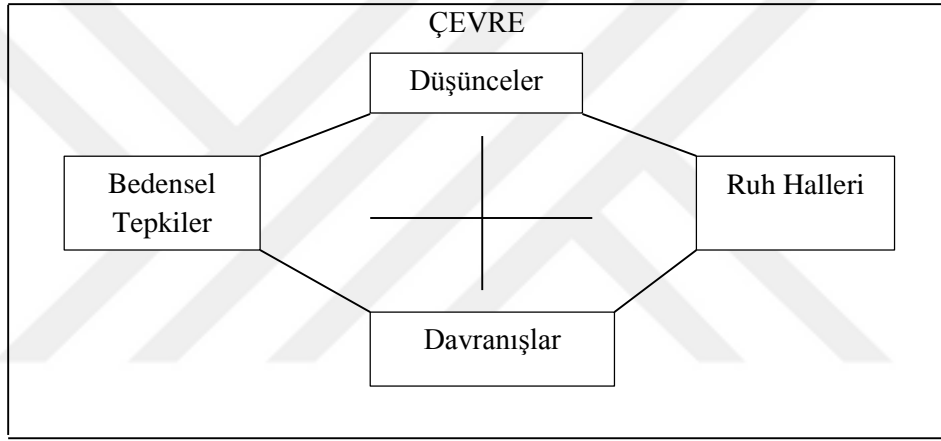 ÇEVRE
Düşünceler
Bedensel
Tepkiler
Ruh Halleri
Davranışlar